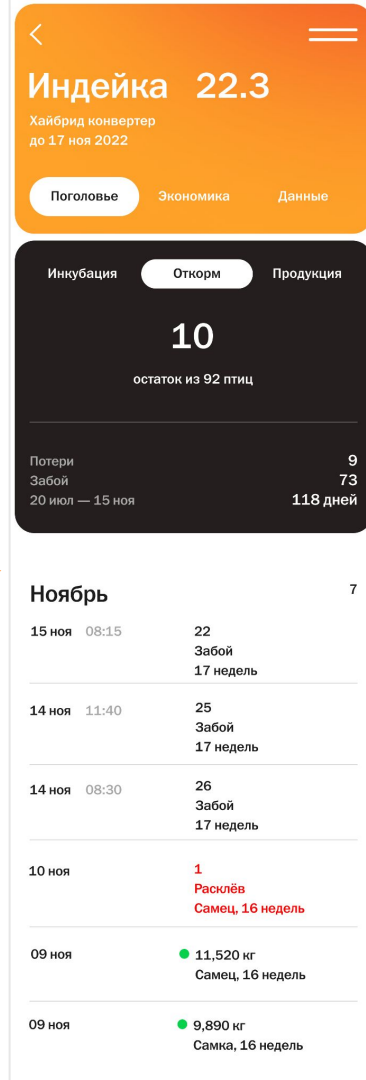 Индейка 22.3
Хайбрид конвертер
до 17 ноя 2022
Поголовье Экономика Данные
Инкубация Откорм Продукция
10
остаток из 92 птиц
Потери 9
Забой 73
20 июл — 15 ноя 118 дней
Ноябрь 7
15 ноя 08:15 22
Забой
17 недель
14 ноя 11:40 25
Забой
17 недель
14 ноя 08:30 26
Забой
17 недель
10 ноя 1
Расклёв
Самец, 16 недель
09 ноя 11,520 кг
Самец, 16 недель
09 ноя 9,890 кг
Самка, 16 недель